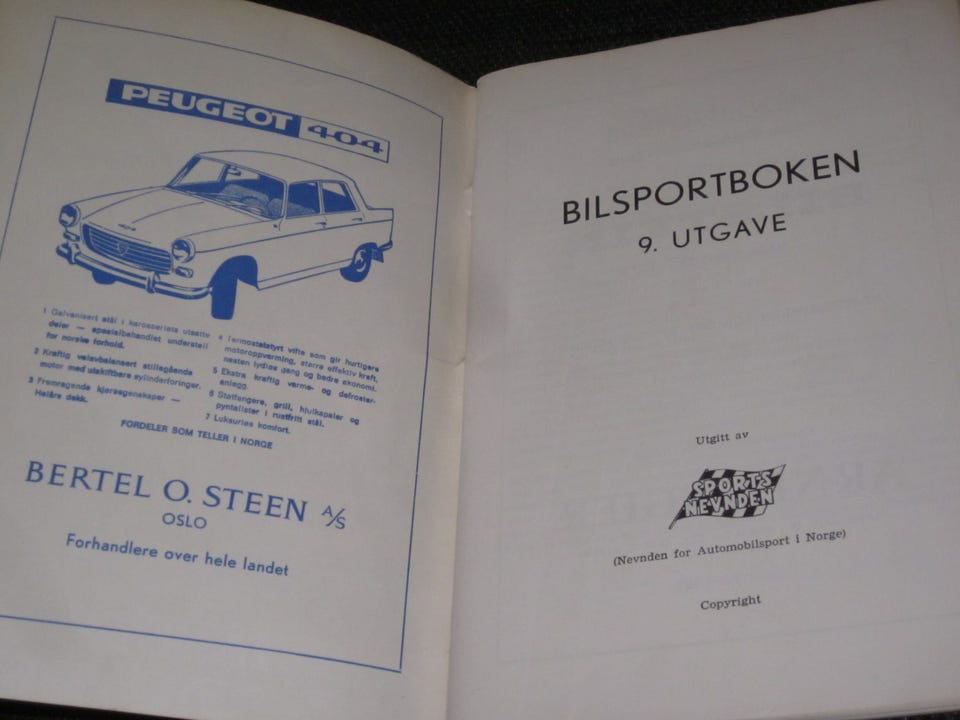 PEUGEOT 404
1 Galvanisert stål i karosseriets utsatte
deler — spesialbehandlet understell
for norske forhold.
2 Kraftig velavbalansert stillegående
motor med utskiftbare sylinderforinger.
3 Fremragende kjøreegenskaper —
Helårs dekk.
4 Termostatstyrt vifte som gir hurtigere
motoroppvarming, større effektiv kraft,
nesten lydløs gang og bedre økonomi.
5 Ekstra kraftig varme- og defroster-
anlegg.
6 Støtfangere, grill, hjulkapsler og
pyntelister i rustfritt stål.
7 Luksuriøs komfort.
FORDELER SOM TELLER I NORGE
BERTEL O. STEEN A/S
OSLO
Forhandlere over hele landet
BILSPORTBOKEN
9. UTGAVE
Utgitt av
SPORTS
NEVNDEN
(Nevnden for Automobilsport i Norge)
Copyright